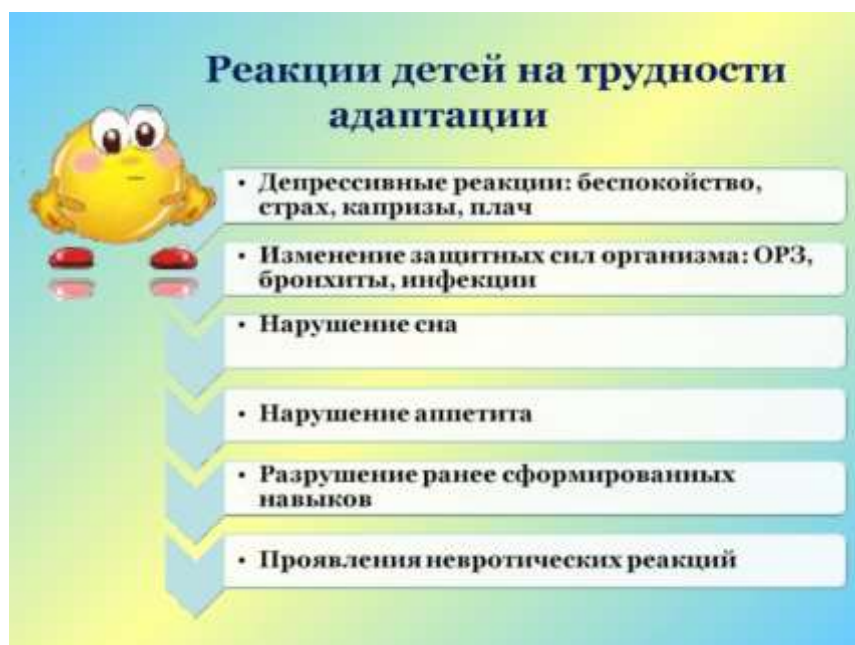 Реакции детей на трудности
адаптации
• Депрессивные реакции: беспокойство,
страх, капризы, плач
• Изменение защитных сил организма: ОРЗ,
бронхиты, инфекции
• Нарушение сна
• Нарушение аппетита
• Разрушение ранее сформированных
навыков
• Проявления невротических реакций